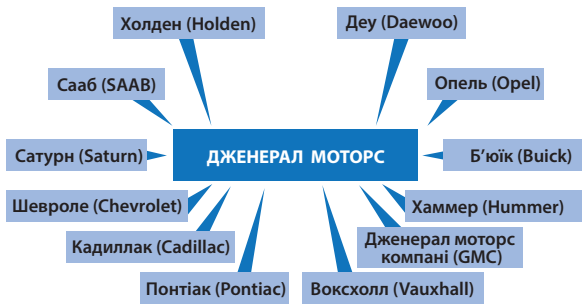 Холден (Holden)
Деу (Daewoo)
Сааб (SAAB)
Опель (Opel)
Сатурн (Saturn)
ДЖЕНЕРАЛ МОТОРС
Б’юїк (Buick)
Шевроле (Chevrolet)
Хаммер (Hummer)
Кадиллак (Cadillac)
Дженерал моторс
компані (GMC)
Понтіак (Pontiac)
Воксхолл (Vauxhall)